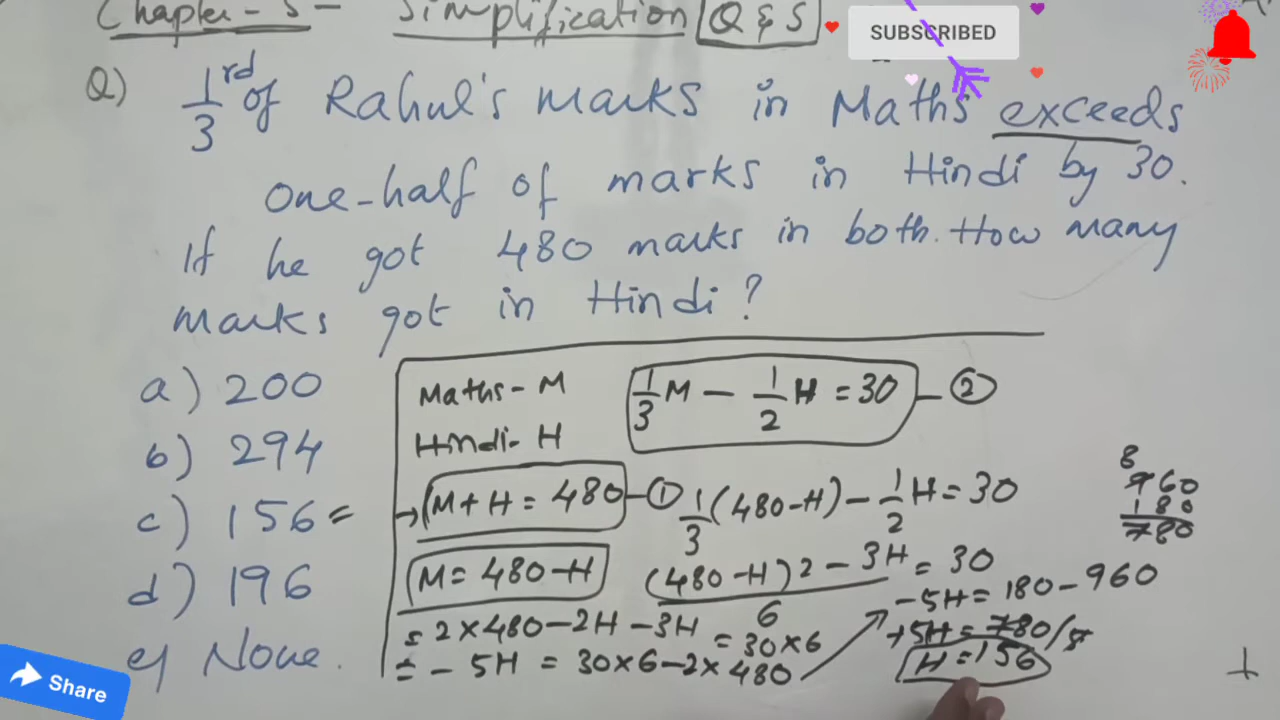 Chapter-5- Simplification Q & S
SUBSCRIBED
Q) 1/3 rd of Rahul's marks in Maths exceeds
one-half of marks in Hindi by 30.
If he got 480 marks in both. How many
marks got in Hindi?
a) 200
b) 294
c) 156 =
d) 196
e) None.
Maths - M
Hindi - H
1/3 M - 1/2 H = 30 - ②
→ M + H = 480 - ①
M = 480 - H
1/3 (480-H) - 1/2 H = 30
(480-H)2 - 3H / 6 = 30
= 2×480-2H-3H = 30×6
= -5H = 30×6-2×480
-5H = 180-960
+5H = 780/5
H = 156
8
960
180
780
Share